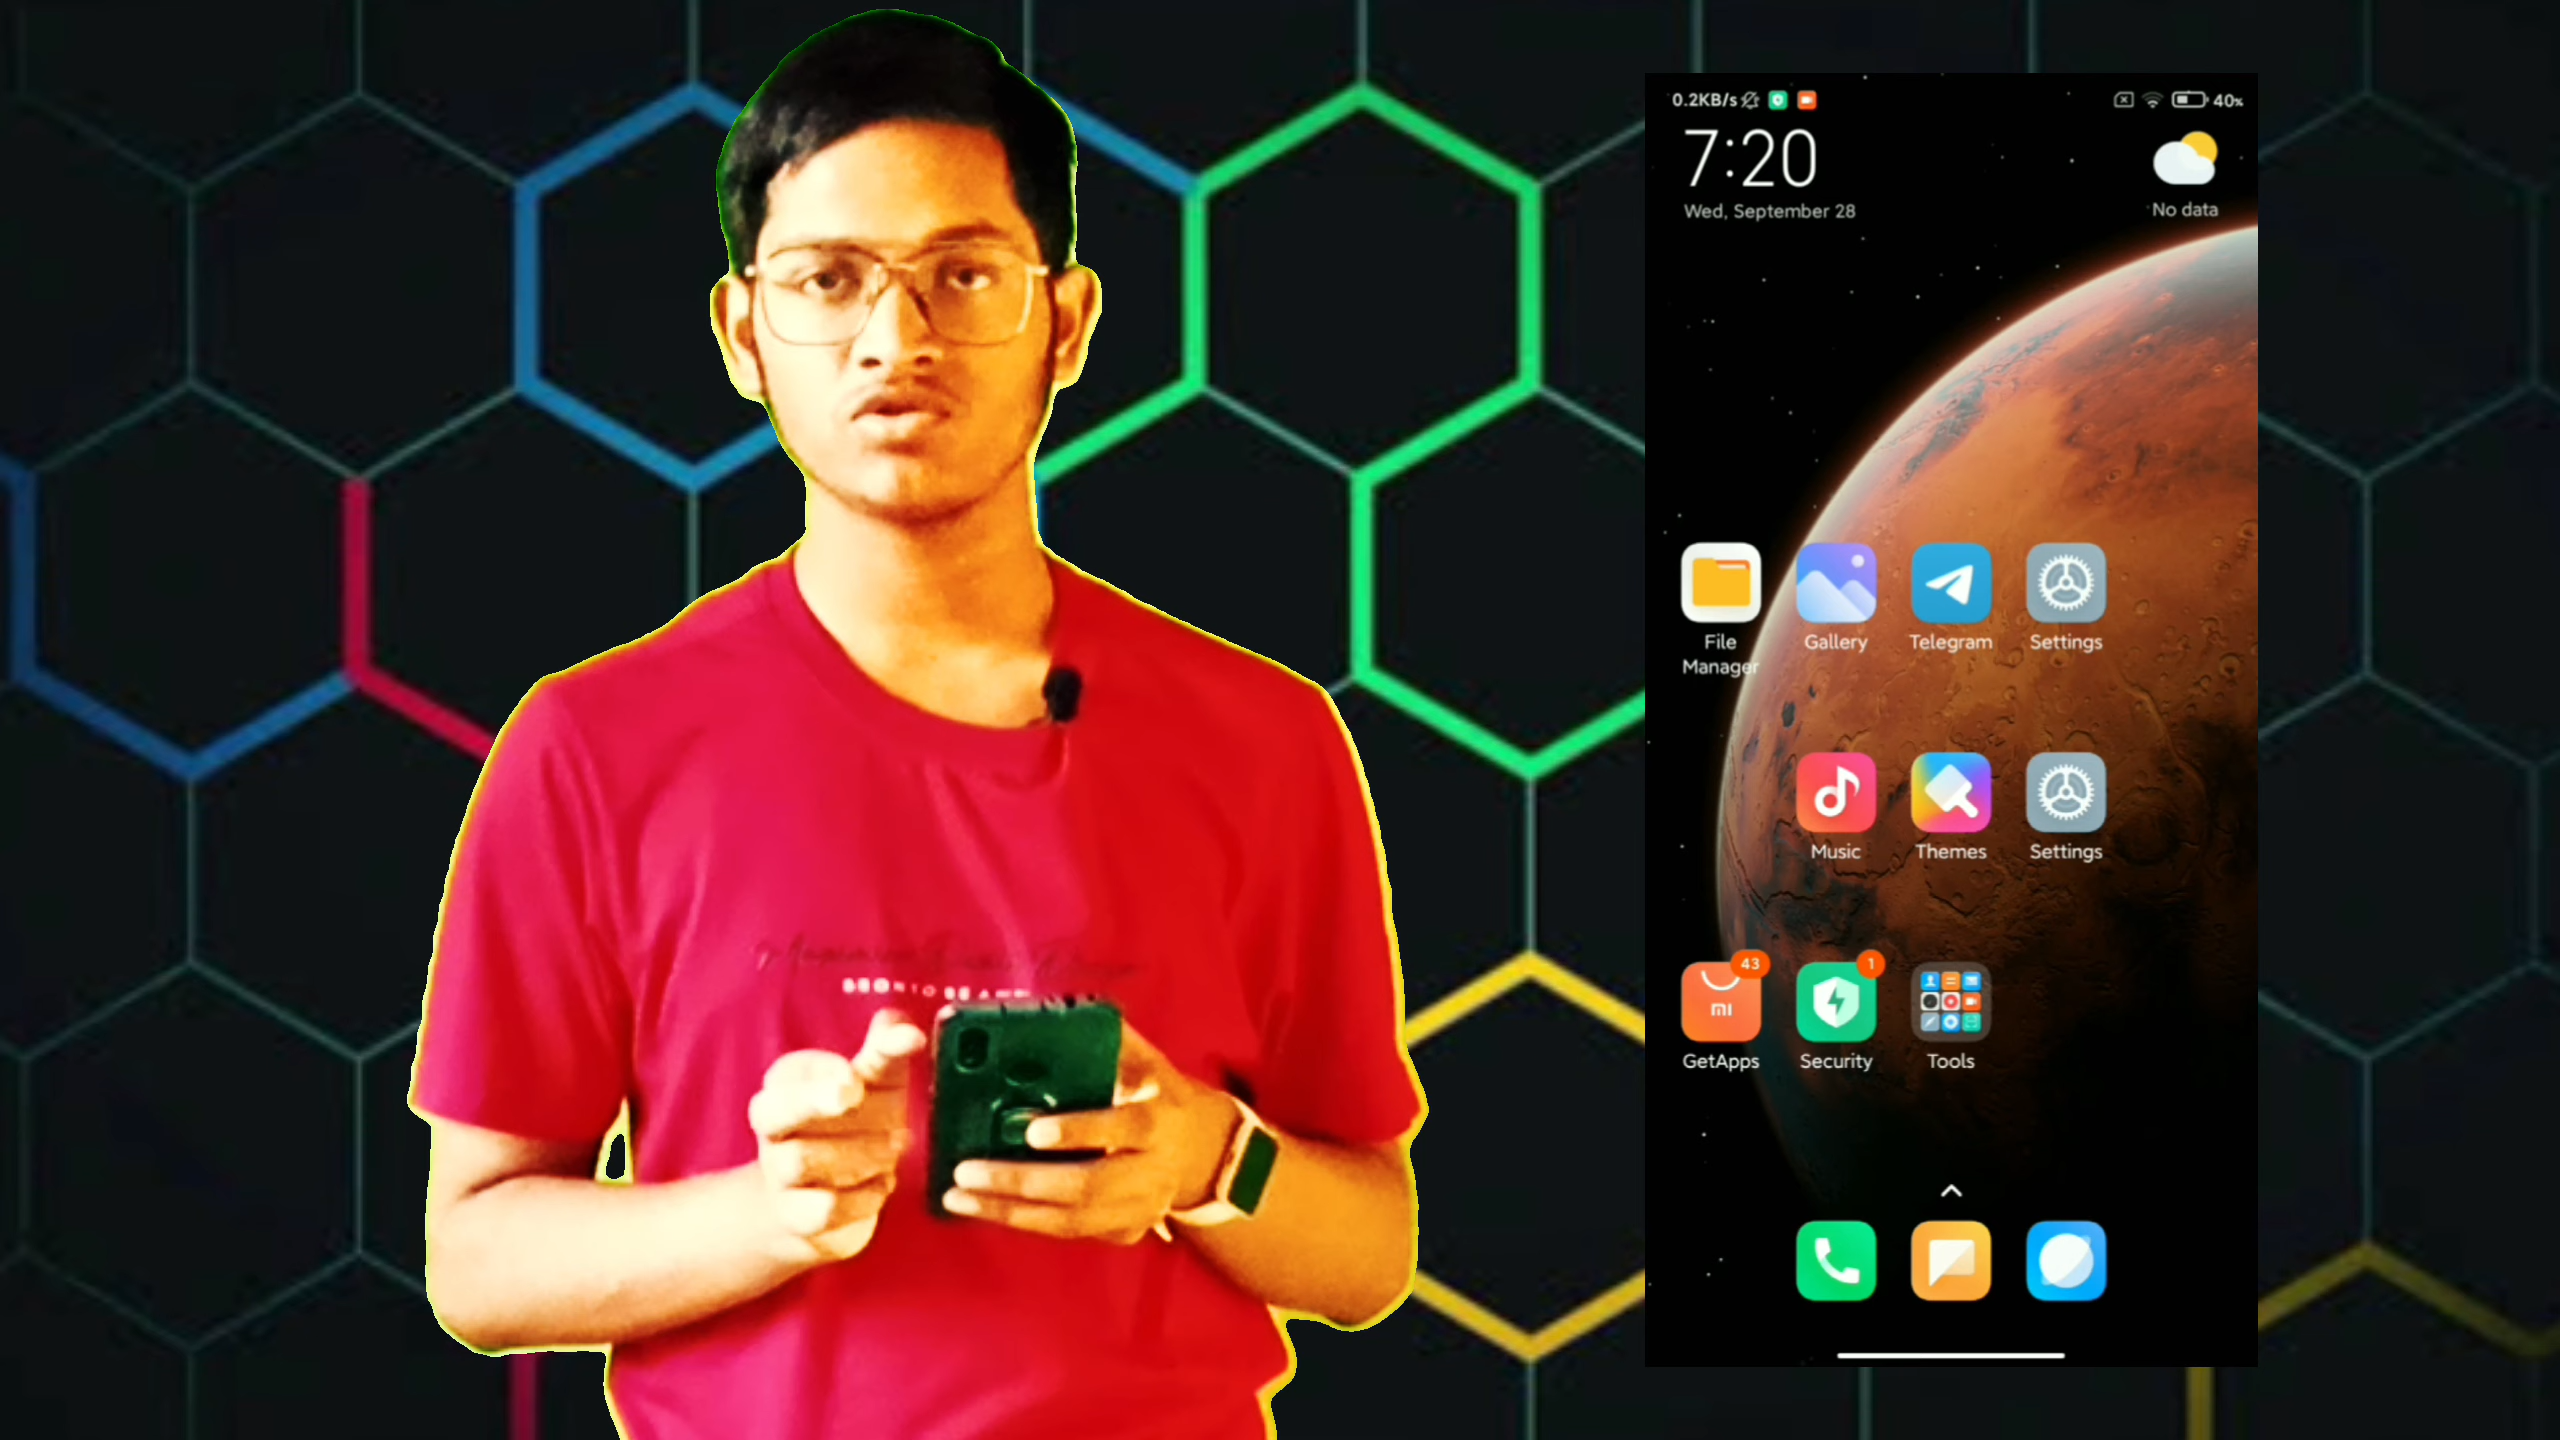 0.2KB/s
40%
7:20
Wed, September 28
No data
File
Manager
Gallery
Telegram
Settings
Music
Themes
Settings
43
1
mi
GetApps
Security
Tools